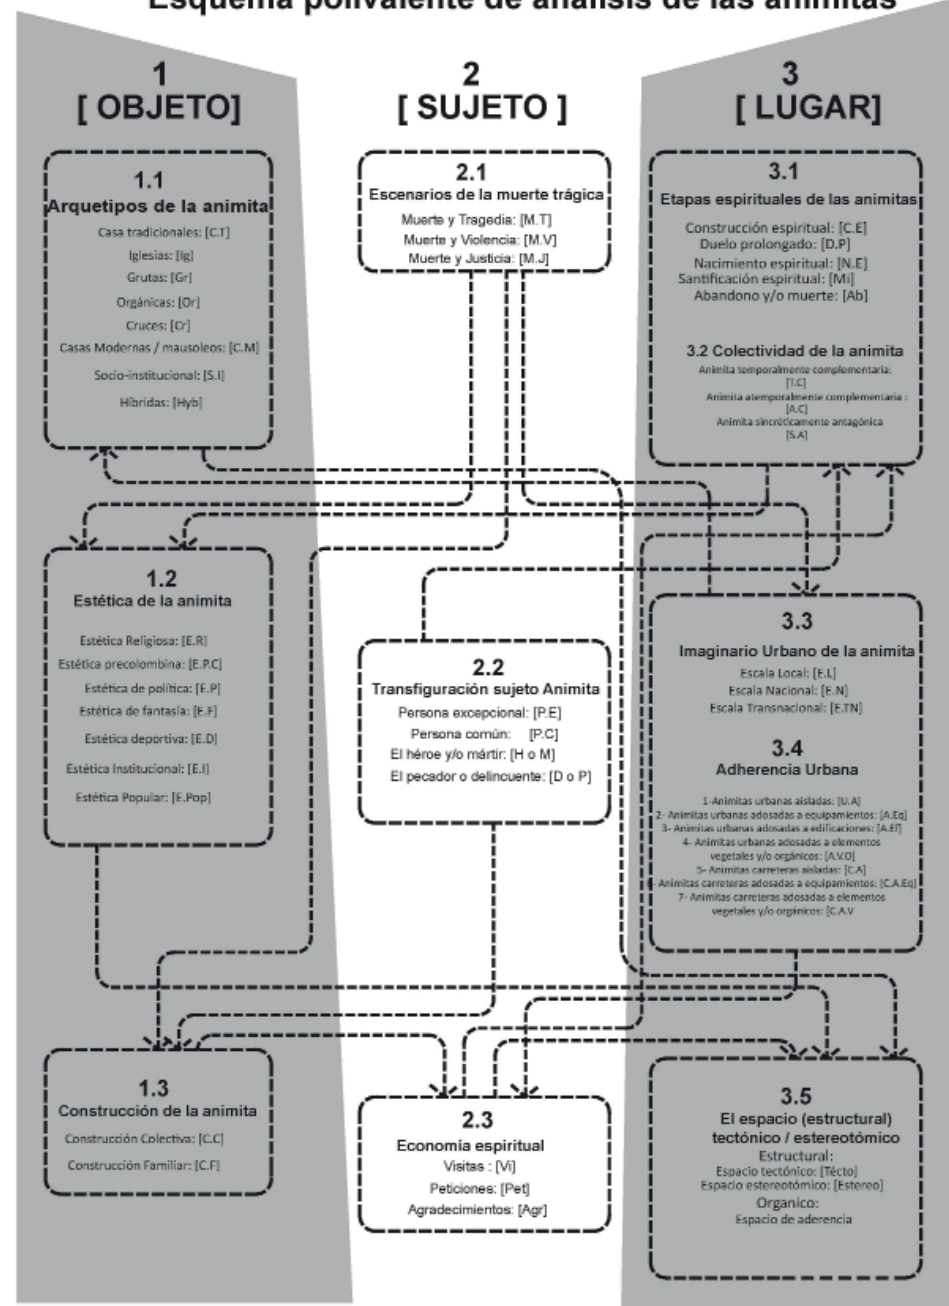 Esquema polivalente de análisis de las animitas
1
[ OBJETO]
1.1
Arquetipos de la animita
Casa tradicionales: [C.T]
Iglesias: [Ig]
Grutas: [Gr]
Orgánicas: [Or]
Cruces: [Cr]
Casas Modernas / mausoleos: [C.M]
Socio-institucional: [S.I]
Híbridas: [Hyb]
1.2
Estética de la animita
Estética Religiosa: [E.R]
Estética precolombina: [E.P.C]
Estética de política: [E.P]
Estética de fantasía: [E.F]
Estética deportiva: [E.D]
Estética Institucional: [E.I]
Estética Popular: [E.Pop]
1.3
Construcción de la animita
Construcción Colectiva: [C.C]
Construcción Familiar: [C.F]
2
[ SUJETO ]
2.1
Escenarios de la muerte trágica
Muerte y Tragedia: [M.T]
Muerte y Violencia: [M.V]
Muerte y Justicia: [M.J]
2.2
Transfiguración sujeto Animita
Persona excepcional: [P.E]
Persona común: [P.C]
El héroe y/o mártir: [H o M]
El pecador o delincuente: [D o P]
2.3
Economía espiritual
Visitas : [Vi]
Peticiones: [Pet]
Agradecimientos: [Agr]
3
[ LUGAR]
3.1
Etapas espirituales de las animitas
Construcción espiritual: [C.E]
Duelo prolongado: [D.P]
Nacimiento espiritual: [N.E]
Santificación espiritual: [Mi]
Abandono y/o muerte: [Ab]
3.2 Colectividad de la animita
Animita temporalmente complementaria:
[T.C]
Animita atemporalmente complementaria :
[A.C]
Animita sincréticamente antagónica
[S.A]
3.3
Imaginario Urbano de la animita
Escala Local: [E.L]
Escala Nacional: [E.N]
Escala Transnacional: [E.TN]
3.4
Adherencia Urbana
1-Animitas urbanas aisladas: [U.A]
2- Animitas urbanas adosadas a equipamientos: [A.Eq]
3- Animitas urbanas adosadas a edificaciones: [A.Ef]
4- Animitas urbanas adosadas a elementos
vegetales y/o orgánicos: [A.V.O]
5- Animitas carreteras aisladas: [C.A]
6- Animitas carreteras adosadas a equipamientos: [C.A.Eq]
7- Animitas carreteras adosadas a elementos
vegetales y/o orgánicos: [C.A.V
3.5
El espacio (estructural)
tectónico / estereotómico
Estructural:
Espacio tectónico: [Técto]
Espacio estereotómico: [Estereo]
Organico:
Espacio de aderencia